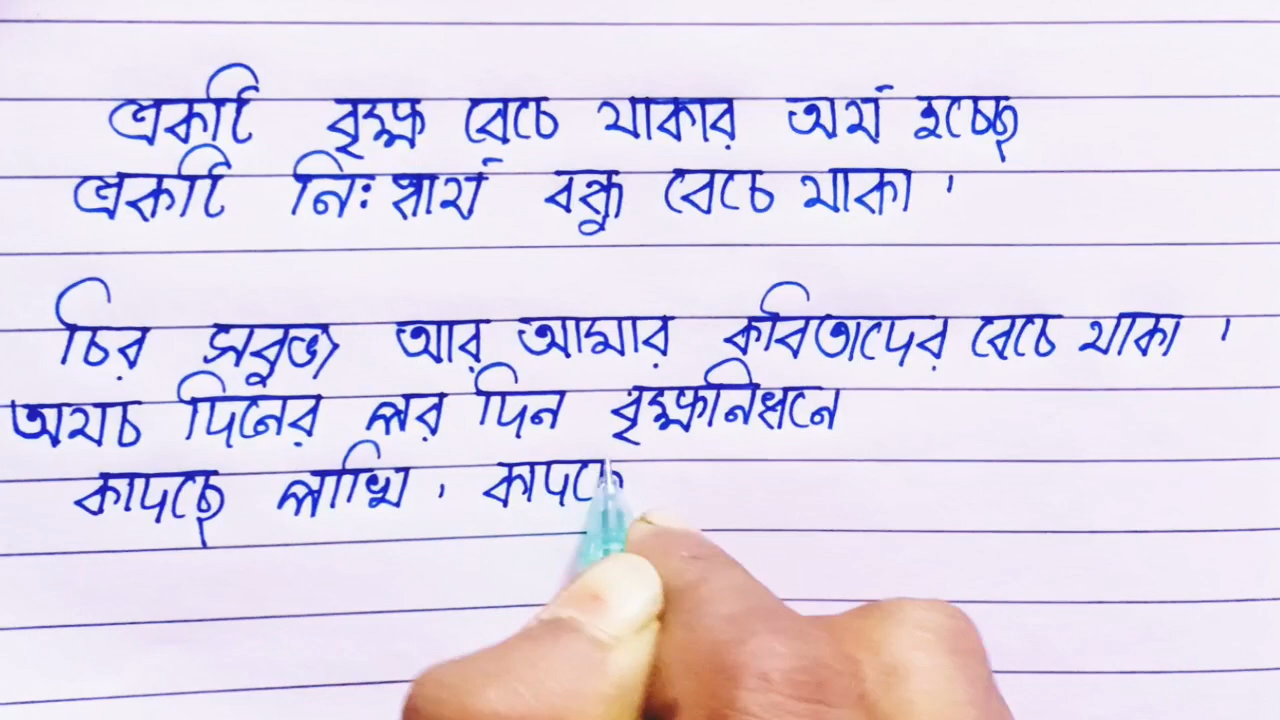 একটি বৃক্ষ বেচে থাকার অর্থ হচ্ছে
একটি নিঃস্বার্থ বন্ধু বেচে থাকা।
চির সবুজ আর আমার কবিতাদের বেচে থাকা।
অথচ দিনের পর দিন বৃক্ষনিধনে
কাদছে পাখি। কাদছে